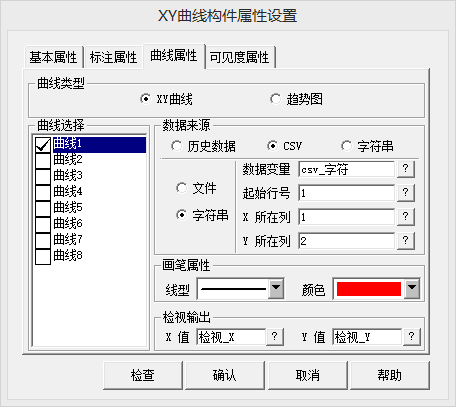 XY曲线构件属性设置
基本属性 标注属性 曲线属性 可见度属性
曲线类型
XY曲线 趋势图
曲线选择
曲线1
曲线2
曲线3
曲线4
曲线5
曲线6
曲线7
曲线8
数据来源
历史数据 CSV 字符串
文件
字符串
数据变量 csv_字符 ?
起始行号 1 ?
X 所在列 1 ?
Y 所在列 2 ?
画笔属性
线型 颜色
检视输出
X 值 检视_X ? Y 值 检视_Y ?
检查 确认 取消 帮助